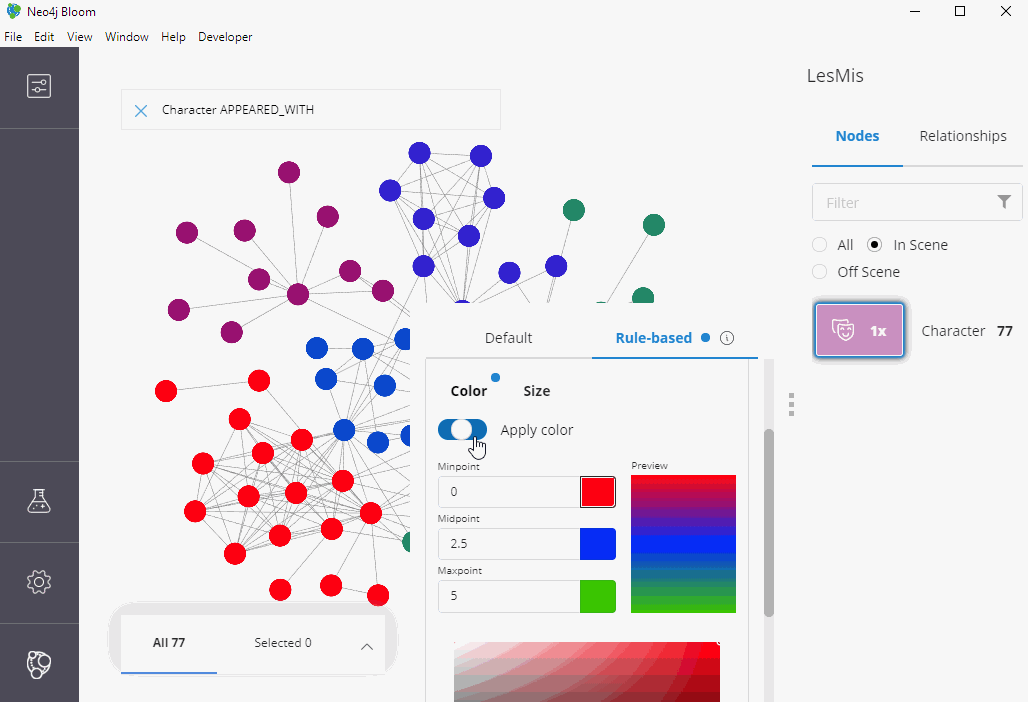 Neo4j Bloom
File Edit View Window Help Developer
LesMis
Character APPEARED_WITH
Nodes Relationships
Filter
All In Scene
Off Scene
1x Character 77
Default Rule-based
Color Size
Apply color
Minpoint Preview
0
Midpoint
2.5
Maxpoint
5
All 77 Selected 0